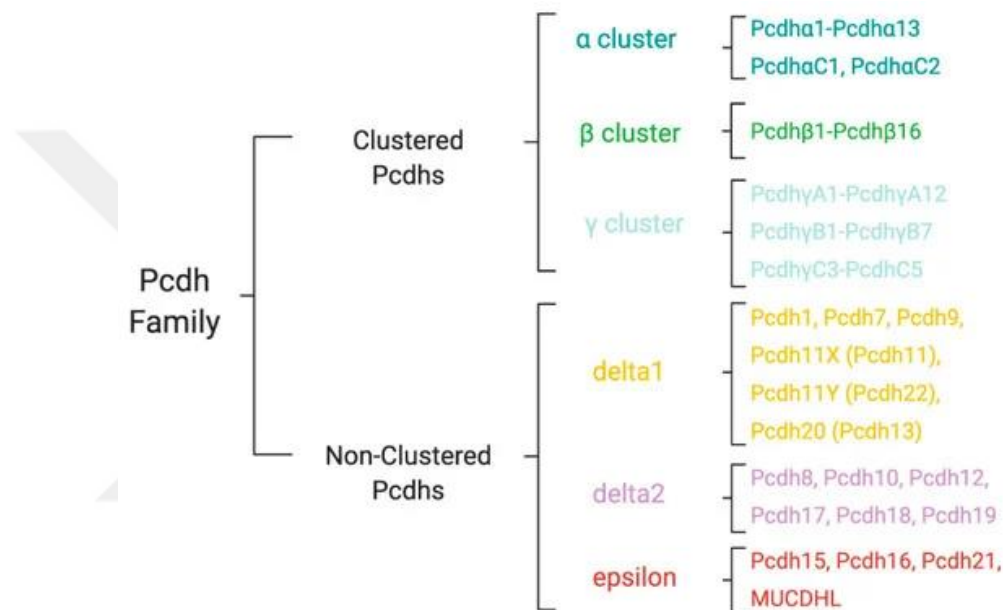 Pcdh
Family
Clustered
Pcdhs
α cluster
Pcdhα1-Pcdhα13
PcdhαC1, PcdhαC2
β cluster
Pcdhβ1-Pcdhβ16
γ cluster
PcdhγA1-PcdhγA12
PcdhγB1-PcdhγB7
PcdhγC3-PcdhC5
Non-Clustered
Pcdhs
delta1
Pcdh1, Pcdh7, Pcdh9,
Pcdh11X (Pcdh11),
Pcdh11Y (Pcdh22),
Pcdh20 (Pcdh13)
delta2
Pcdh8, Pcdh10, Pcdh12,
Pcdh17, Pcdh18, Pcdh19
epsilon
Pcdh15, Pcdh16, Pcdh21,
MUCDHL